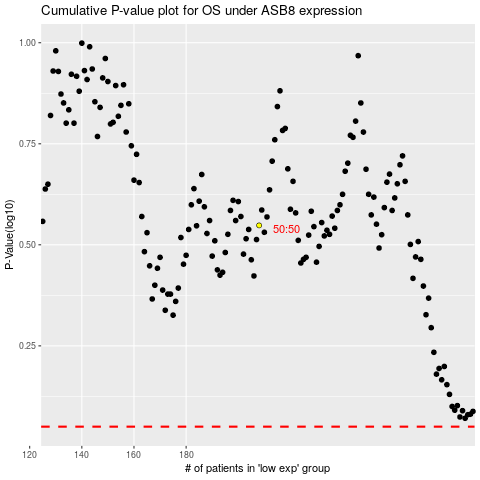 Cumulative P-value plot for OS under ASB8 expression
P-Value(log10)
1.00
0.75
0.50
0.25
50:50
120 140 160 180
# of patients in 'low exp' group